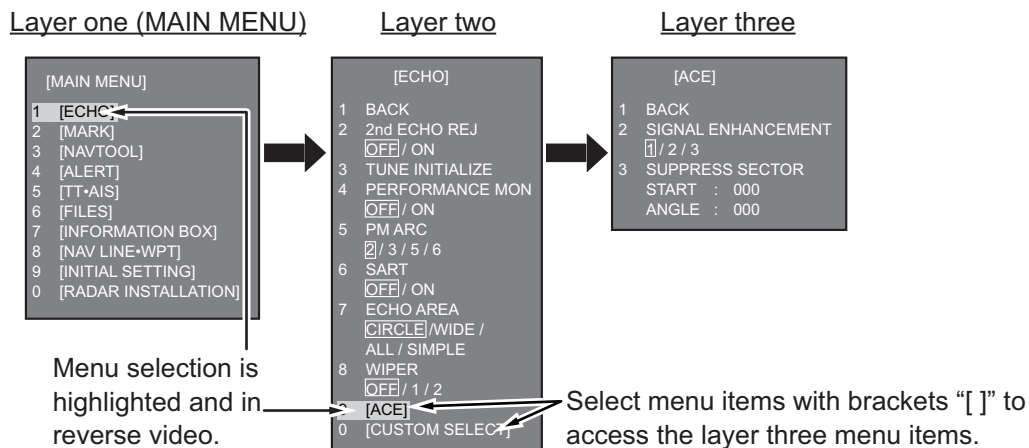 Layer one (MAIN MENU)
Layer two
Layer three
[MAIN MENU]
1 [ECHO]
2 [MARK]
3 [NAVTOOL]
4 [ALERT]
5 [TT•AIS]
6 [FILES]
7 [INFORMATION BOX]
8 [NAV LINE•WPT]
9 [INITIAL SETTING]
0 [RADAR INSTALLATION]
[ECHO]
1 BACK
2 2nd ECHO REJ
OFF / ON
3 TUNE INITIALIZE
4 PERFORMANCE MON
OFF / ON
5 PM ARC
2 / 3 / 5 / 6
6 SART
OFF / ON
7 ECHO AREA
CIRCLE /WIDE /
ALL / SIMPLE
8 WIPER
OFF / 1 / 2
9 [ACE]
0 [CUSTOM SELECT]
[ACE]
1 BACK
2 SIGNAL ENHANCEMENT
1 / 2 / 3
3 SUPPRESS SECTOR
START : 000
ANGLE : 000
Menu selection is
highlighted and in
reverse video.
Select menu items with brackets “[ ]” to
access the layer three menu items.